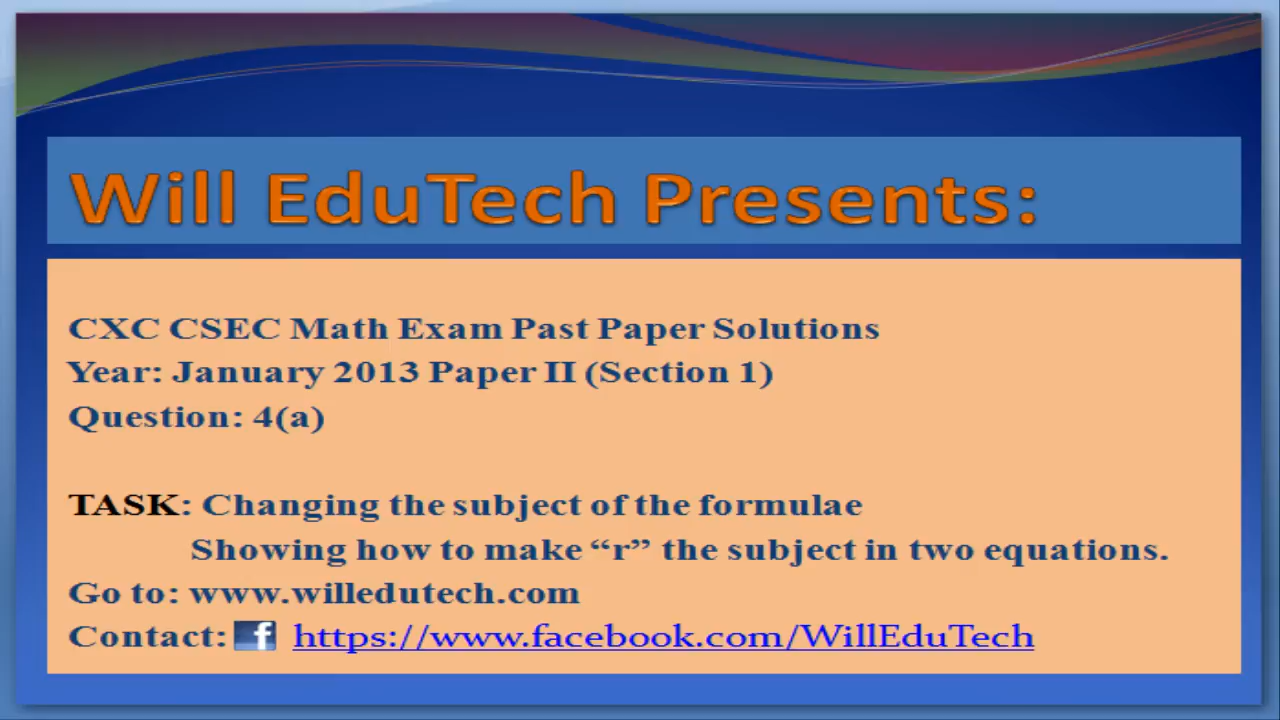 Will EduTech Presents:
CXC CSEC Math Exam Past Paper Solutions
Year: January 2013 Paper II (Section 1)
Question: 4(a)
TASK: Changing the subject of the formulae
Showing how to make “r” the subject in two equations.
Go to: www.willedutech.com
Contact: f https://www.facebook.com/WillEduTech